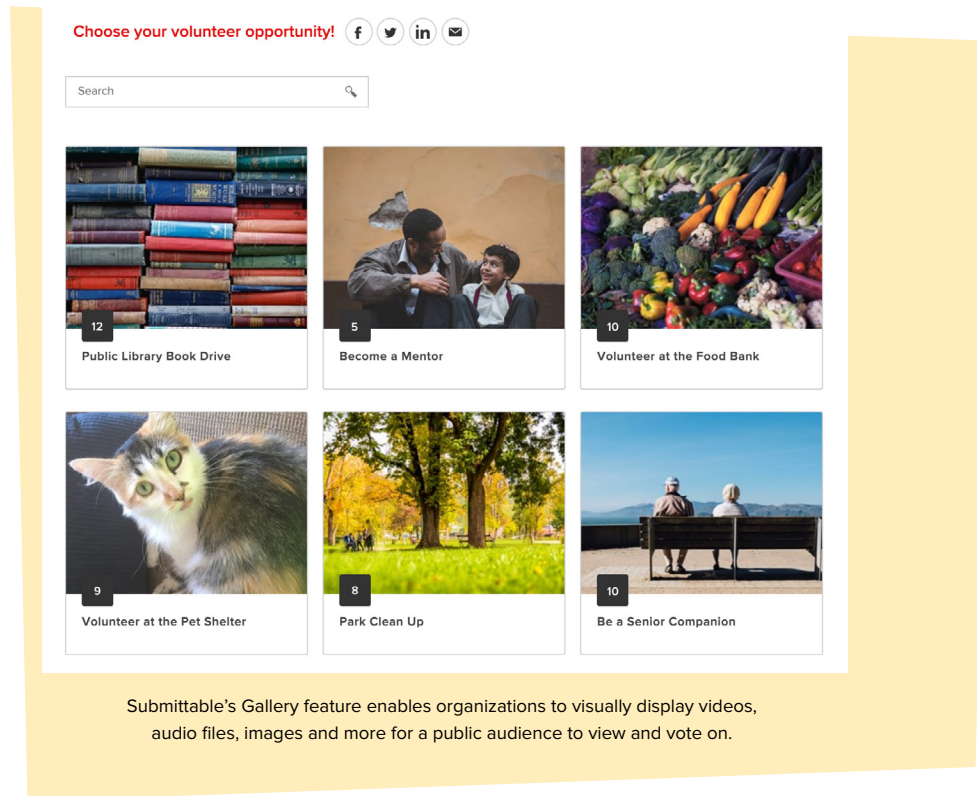 Choose your volunteer opportunity!
Search
12
Public Library Book Drive
5
Become a Mentor
10
Volunteer at the Food Bank
9
Volunteer at the Pet Shelter
8
Park Clean Up
10
Be a Senior Companion
Submittable’s Gallery feature enables organizations to visually display videos,
audio files, images and more for a public audience to view and vote on.